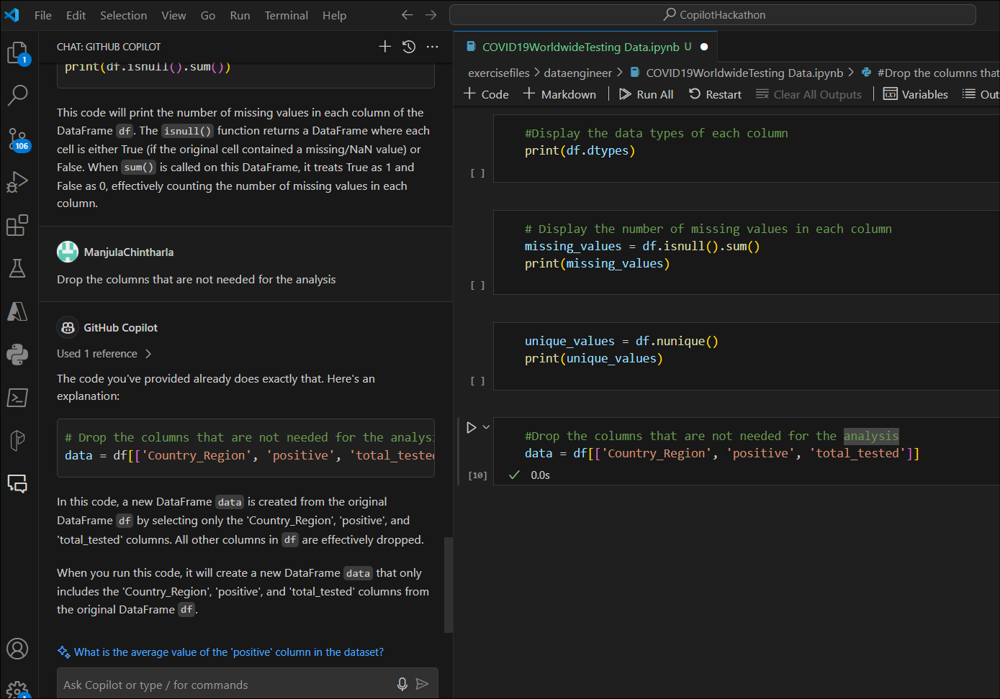 File Edit Selection View Go Run Terminal Help
CopilotHackathon
1
106
1
CHAT: GITHUB COPILOT
print(df.isnull().sum())
This code will print the number of missing values in each column of the
DataFrame df. The isnull() function returns a DataFrame where each
cell is either True (if the original cell contained a missing/NaN value) or
False. When sum() is called on this DataFrame, it treats True as 1 and
False as 0, effectively counting the number of missing values in each
column.
ManjulaChintharla
Drop the columns that are not needed for the analysis
GitHub Copilot
Used 1 reference
The code you've provided already does exactly that. Here's an
explanation:
# Drop the columns that are not needed for the analysi
data = df[['Country_Region', 'positive', 'total_teste
In this code, a new DataFrame data is created from the original
DataFrame df by selecting only the 'Country_Region', 'positive', and
'total_tested' columns. All other columns in df are effectively dropped.
When you run this code, it will create a new DataFrame data that only
includes the 'Country_Region', 'positive', and 'total_tested' columns from
the original DataFrame df.
What is the average value of the 'positive' column in the dataset?
Ask Copilot or type / for commands
COVID19WorldwideTesting Data.ipynb U
exercisefiles > dataengineer > COVID19WorldwideTesting Data.ipynb > #Drop the columns that
+ Code + Markdown Run All Restart Clear All Outputs Variables Out
#Display the data types of each column
print(df.dtypes)
[ ]
# Display the number of missing values in each column
missing_values = df.isnull().sum()
print(missing_values)
[ ]
unique_values = df.nunique()
print(unique_values)
[ ]
#Drop the columns that are not needed for the analysis
data = df[['Country_Region', 'positive', 'total_tested']]
[10] 0.0s